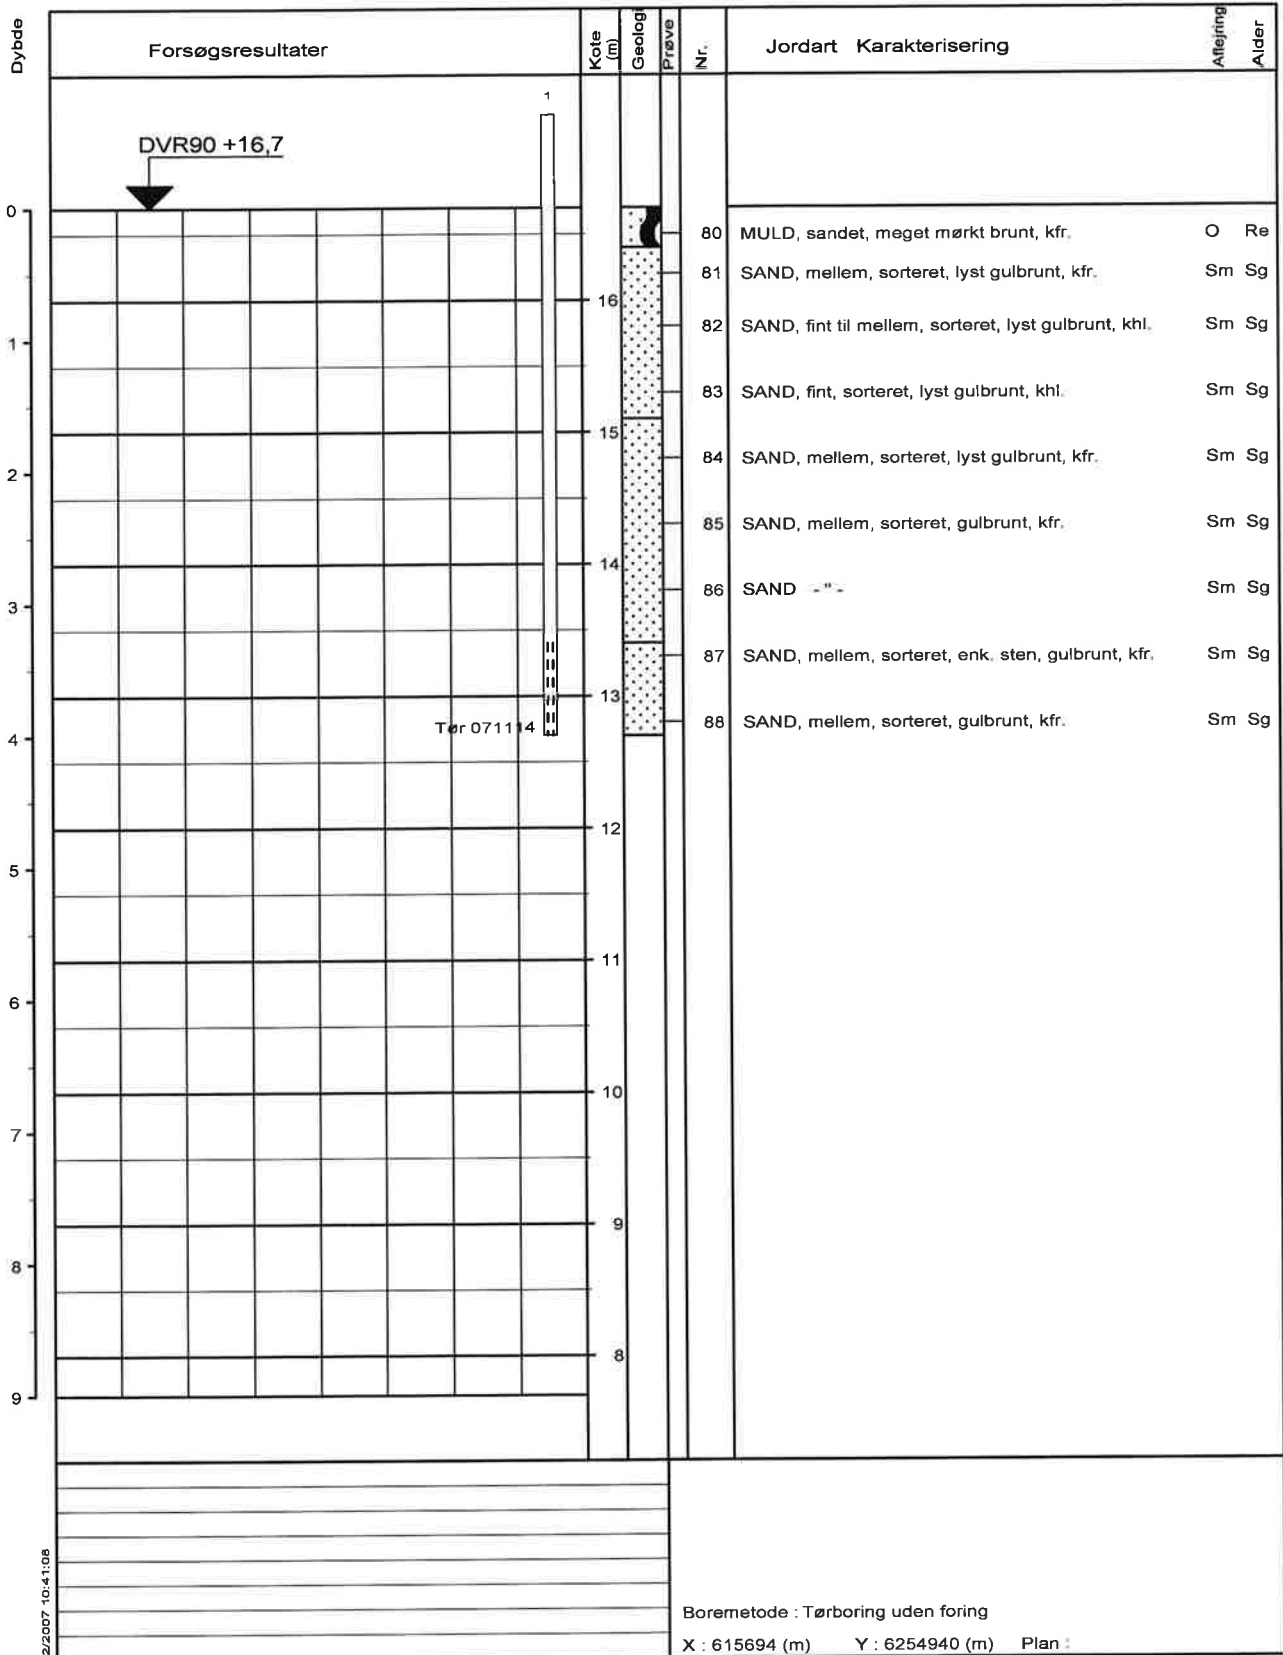 Dybde
Forsøgsresultater
Kote (m)
Geologi
Prøve
Nr.
Jordart Karakterisering
Aflejring
Alder
1
DVR90 +16,7
0
80 MULD, sandet, meget mørkt brunt, kfr. O Re
81 SAND, mellem, sorteret, lyst gulbrunt, kfr. Sm Sg
16
82 SAND, fint til mellem, sorteret, lyst gulbrunt, khl. Sm Sg
1
83 SAND, fint, sorteret, lyst gulbrunt, khl. Sm Sg
15
84 SAND, mellem, sorteret, lyst gulbrunt, kfr. Sm Sg
2
85 SAND, mellem, sorteret, gulbrunt, kfr. Sm Sg
14
86 SAND -"- Sm Sg
3
87 SAND, mellem, sorteret, enk. sten, gulbrunt, kfr. Sm Sg
13
88 SAND, mellem, sorteret, gulbrunt, kfr. Sm Sg
Tør 071114
4
12
5
11
6
10
7
9
8
8
9
2/2007 10:41:08
Boremetode : Tørboring uden foring
X : 615694 (m) Y : 6254940 (m) Plan :